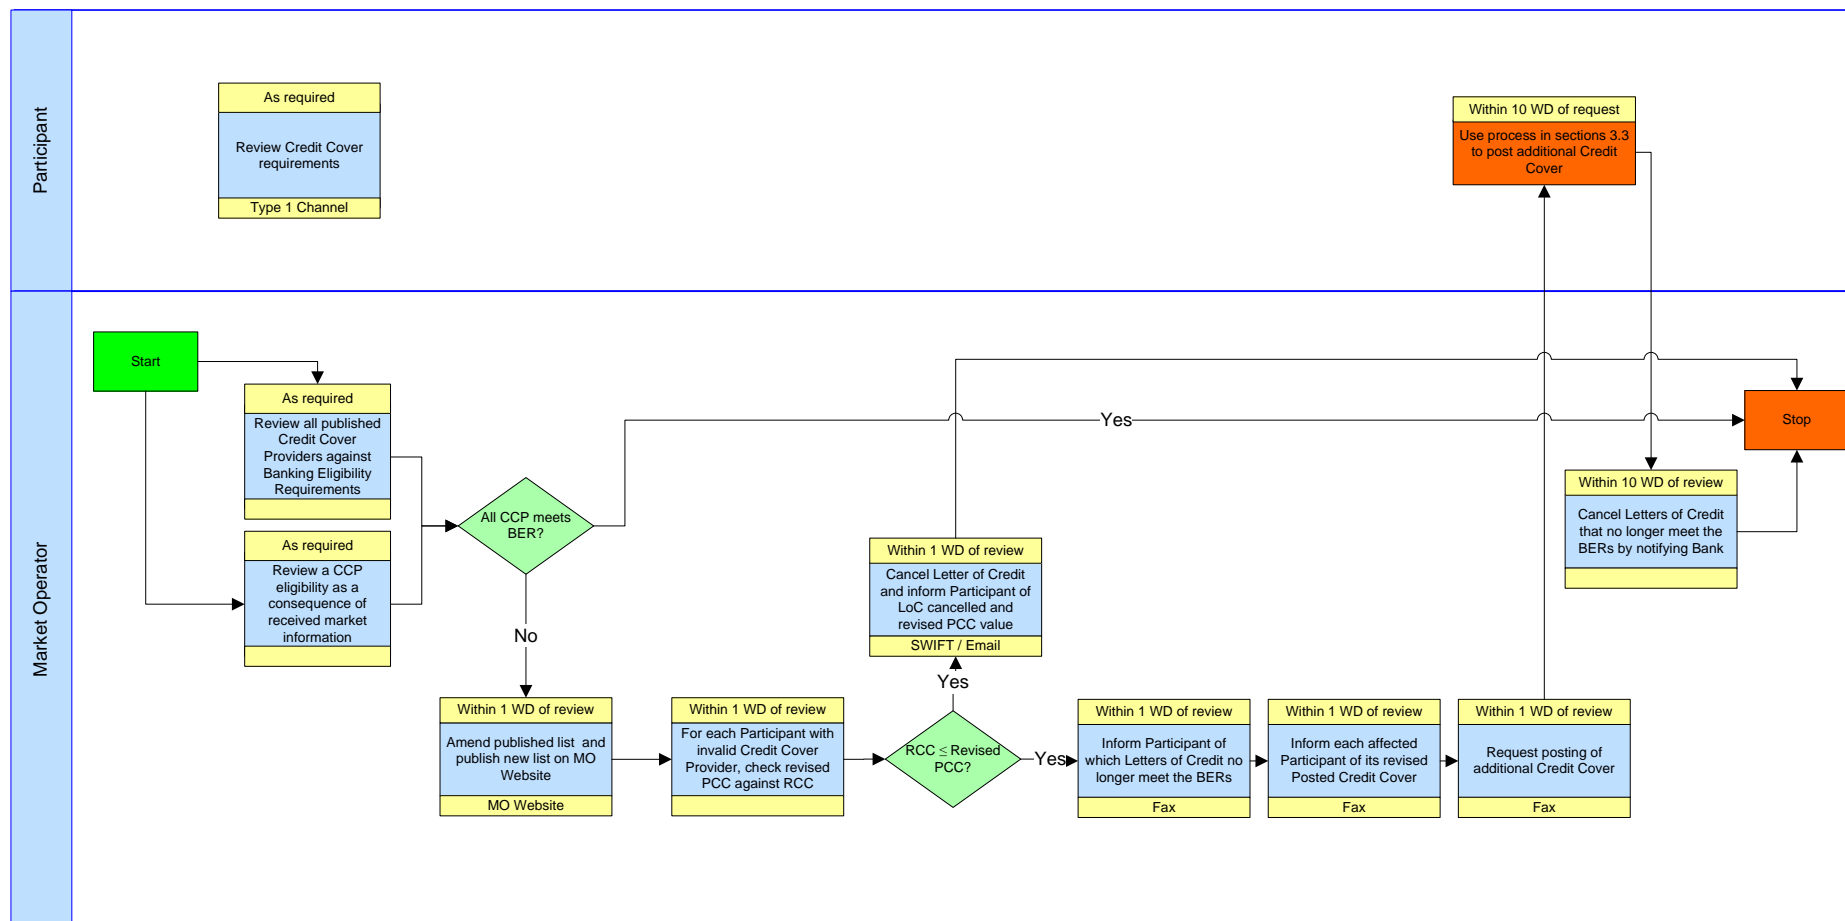 Participant
As required
Review Credit Cover
requirements
Type 1 Channel
Within 10 WD of request
Use process in sections 3.3
to post additional Credit
Cover
Market Operator
Start
As required
Review all published
Credit Cover
Providers against
Banking Eligibility
Requirements
As required
Review a CCP
eligibility as a
consequence of
received market
information
All CCP meets
BER?
Yes
No
Stop
Within 10 WD of review
Cancel Letters of Credit
that no longer meet the
BERs by notifying Bank
Within 1 WD of review
Cancel Letter of Credit
and inform Participant of
LoC cancelled and
revised PCC value
SWIFT / Email
Yes
Within 1 WD of review
Amend published list and
publish new list on MO
Website
MO Website
Within 1 WD of review
For each Participant with
invalid Credit Cover
Provider, check revised
PCC against RCC
RCC ≤ Revised
PCC?
Yes
Within 1 WD of review
Inform Participant of
which Letters of Credit no
longer meet the BERs
Fax
Within 1 WD of review
Inform each affected
Participant of its revised
Posted Credit Cover
Fax
Within 1 WD of review
Request posting of
additional Credit Cover
Fax